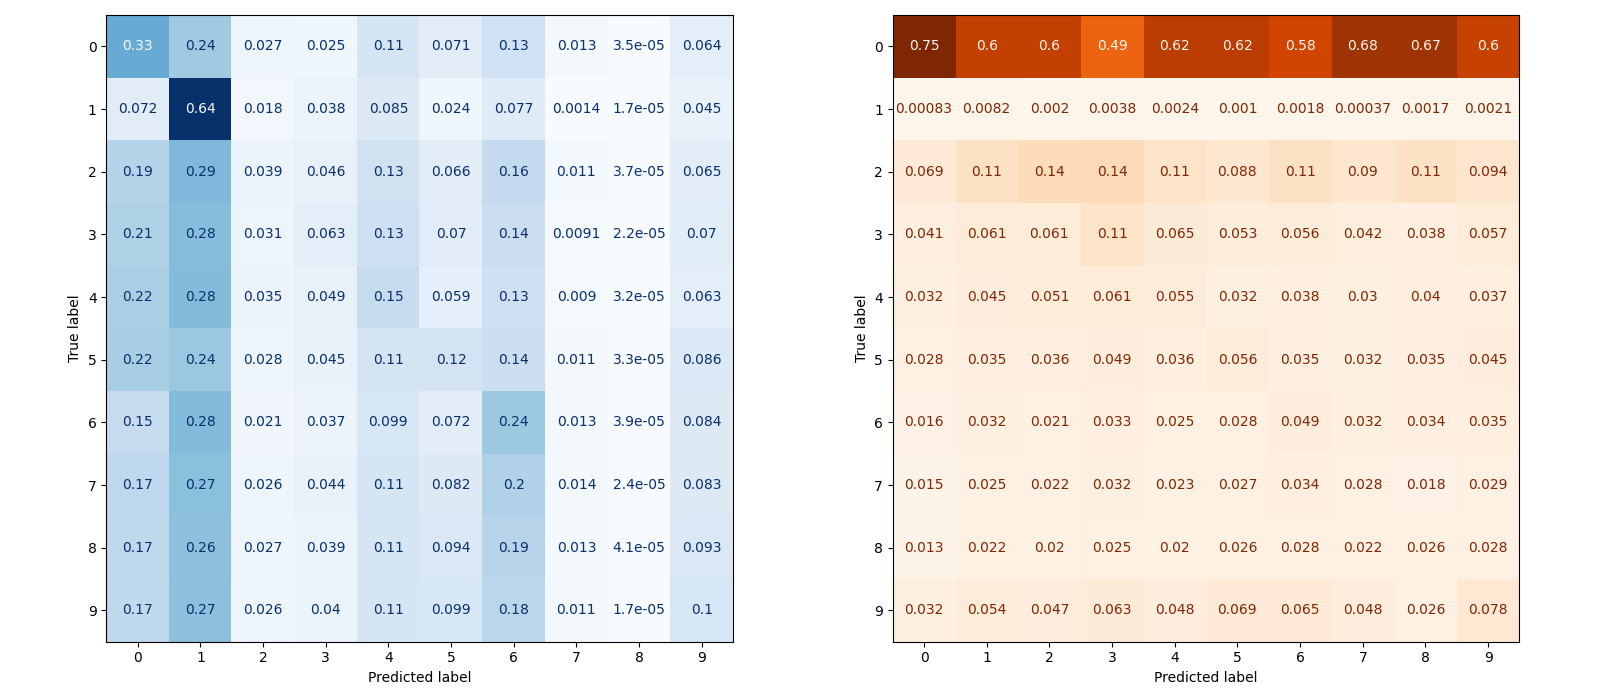 0 0.33 0.24 0.027 0.025 0.11 0.071 0.13 0.013 3.5e-05 0.064
1 0.072 0.64 0.018 0.038 0.085 0.024 0.077 0.0014 1.7e-05 0.045
2 0.19 0.29 0.039 0.046 0.13 0.066 0.16 0.011 3.7e-05 0.065
3 0.21 0.28 0.031 0.063 0.13 0.07 0.14 0.0091 2.2e-05 0.07
4 0.22 0.28 0.035 0.049 0.15 0.059 0.13 0.009 3.2e-05 0.063
True label
5 0.22 0.24 0.028 0.045 0.11 0.12 0.14 0.011 3.3e-05 0.086
6 0.15 0.28 0.021 0.037 0.099 0.072 0.24 0.013 3.9e-05 0.084
7 0.17 0.27 0.026 0.044 0.11 0.082 0.2 0.014 2.4e-05 0.083
8 0.17 0.26 0.027 0.039 0.11 0.094 0.19 0.013 4.1e-05 0.093
9 0.17 0.27 0.026 0.04 0.11 0.099 0.18 0.011 1.7e-05 0.1
0 1 2 3 4 5 6 7 8 9
Predicted label
0 0.75 0.6 0.6 0.49 0.62 0.62 0.58 0.68 0.67 0.6
1 0.00083 0.0082 0.002 0.0038 0.0024 0.001 0.0018 0.00037 0.0017 0.0021
2 0.069 0.11 0.14 0.14 0.11 0.088 0.11 0.09 0.11 0.094
3 0.041 0.061 0.061 0.11 0.065 0.053 0.056 0.042 0.038 0.057
4 0.032 0.045 0.051 0.061 0.055 0.032 0.038 0.03 0.04 0.037
True label
5 0.028 0.035 0.036 0.049 0.036 0.056 0.035 0.032 0.035 0.045
6 0.016 0.032 0.021 0.033 0.025 0.028 0.049 0.032 0.034 0.035
7 0.015 0.025 0.022 0.032 0.023 0.027 0.034 0.028 0.018 0.029
8 0.013 0.022 0.02 0.025 0.02 0.026 0.028 0.022 0.026 0.028
9 0.032 0.054 0.047 0.063 0.048 0.069 0.065 0.048 0.026 0.078
0 1 2 3 4 5 6 7 8 9
Predicted label